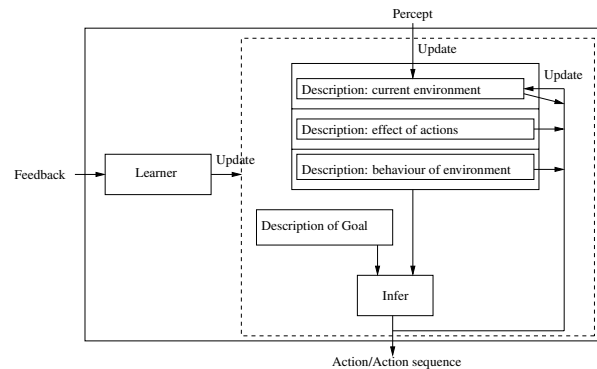 Percept
Update
Update
Description: current environment
Description: effect of actions
Description: behaviour of environment
Feedback
Learner
Update
Description of Goal
Infer
Action/Action sequence